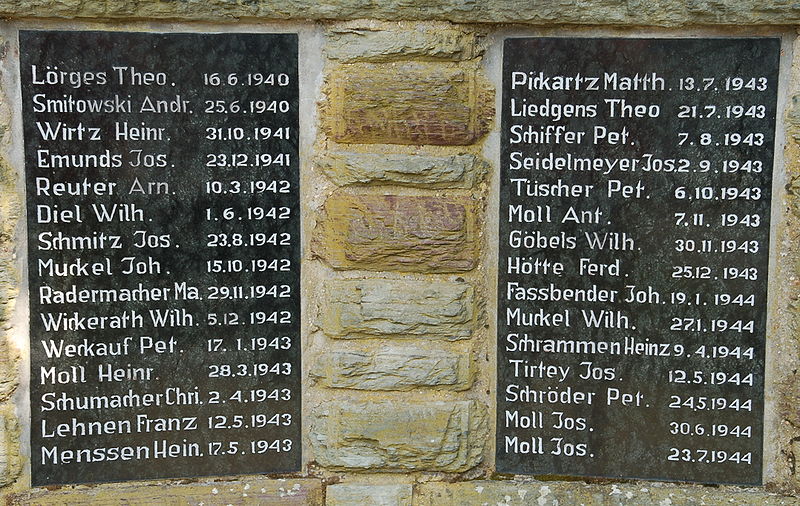 Lörges Theo. 16.6.1940
Smitowski Andr. 25.6.1940
Wirtz Heinr. 31.10.1941
Emunds Jos. 23.12.1941
Reuter Arn. 10.3.1942
Diel Wilh. 1.6.1942
Schmitz Jos. 23.8.1942
Muckel Joh. 15.10.1942
Radermacher Ma. 29.11.1942
Wickerath Wilh. 5.12.1942
Werkauf Pet. 17.1.1943
Moll Heinr. 28.3.1943
Schumacher Chri. 2.4.1943
Lehnen Franz 12.5.1943
Menssen Hein. 17.5.1943
Pickartz Matth. 13.7.1943
Liedgens Theo 21.7.1943
Schiffer Pet. 7.8.1943
Seidelmeyer Jos. 2.9.1943
Tüscher Pet. 6.10.1943
Moll Ant. 7.11.1943
Göbels Wilh. 30.11.1943
Hötte Ferd. 25.12.1943
Fassbender Joh. 19.1.1944
Muckel Wilh. 27.1.1944
Schrammen Heinz 9.4.1944
Tirtey Jos. 12.5.1944
Schröder Pet. 24.5.1944
Moll Jos. 30.6.1944
Moll Jos. 23.7.1944